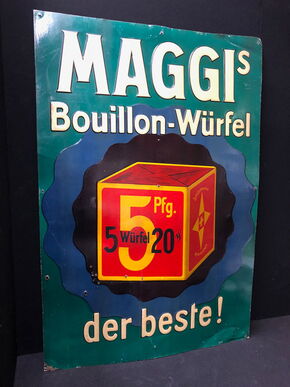 MAGGIs
Bouillon-Würfel
5 Pfg.
5 Würfel 20 "
der beste!